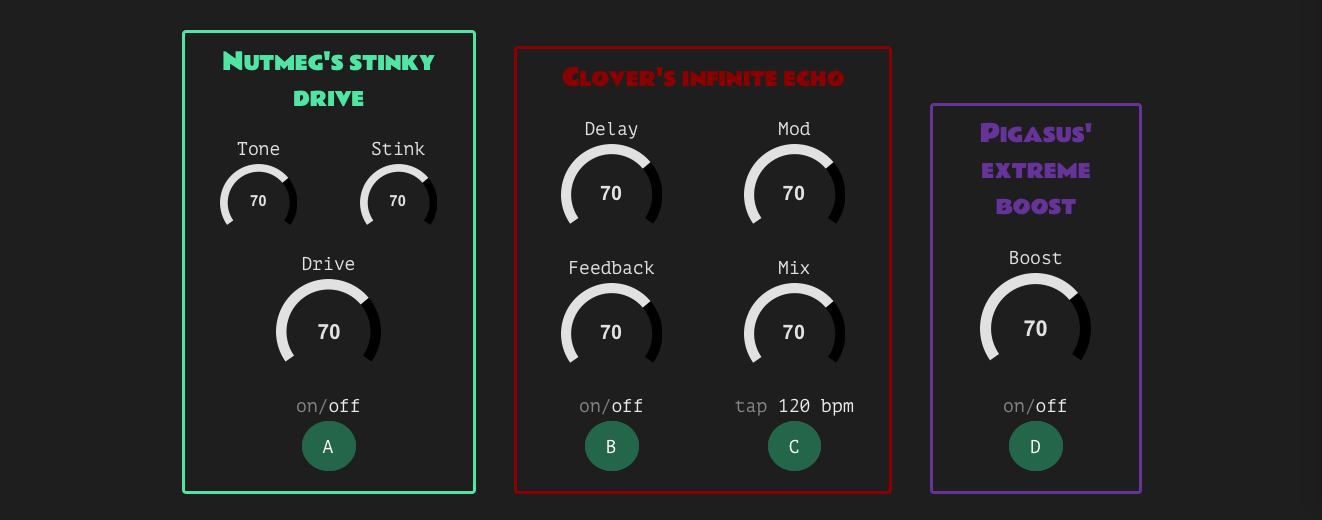 Nutmeg's stinky
drive
Tone
Stink
70
70
Drive
70
on/off
A
Clover's infinite echo
Delay
Mod
70
70
Feedback
Mix
70
70
on/off
tap 120 bpm
B
C
Pigasus'
extreme
boost
Boost
70
on/off
D